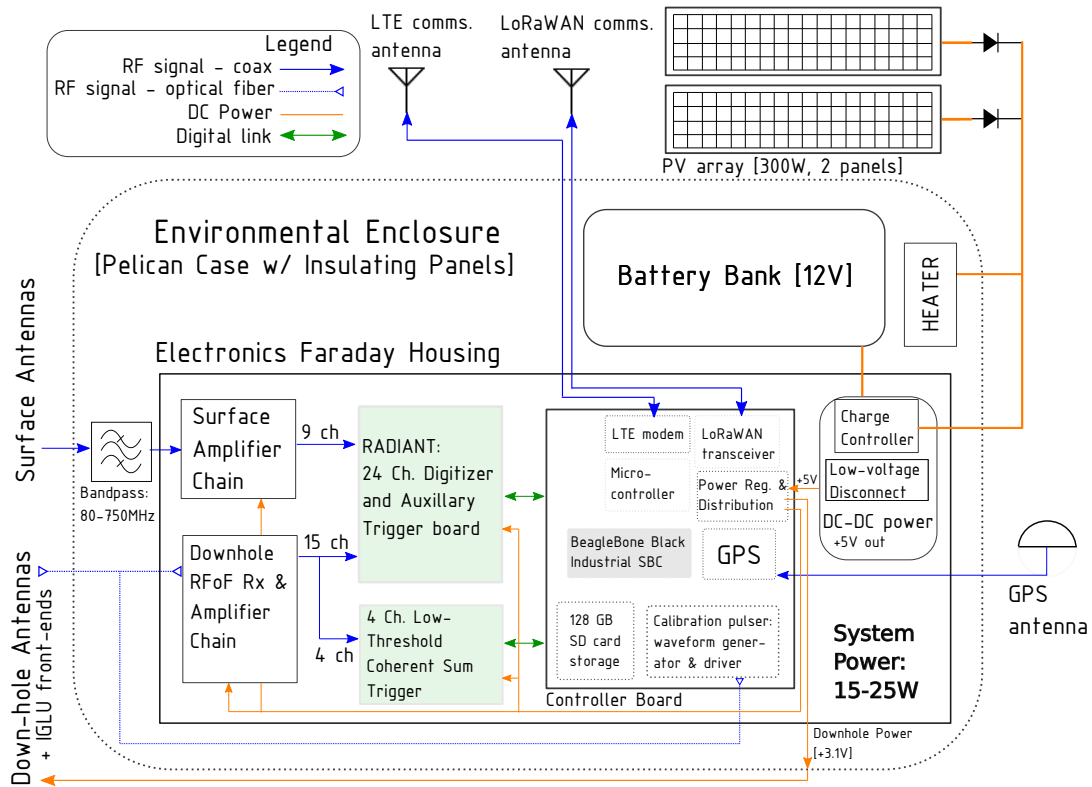 Legend
RF signal - coax
RF signal - optical fiber
DC Power
Digital link
LTE comms.
antenna
LoRaWAN comms.
antenna
PV array [300W, 2 panels]
Environmental Enclosure
[Pelican Case w/ Insulating Panels]
Battery Bank [12V]
HEATER
Electronics Faraday Housing
Surface Antennas
Bandpass:
80-750MHz
Surface
Amplifier
Chain
9 ch
RADIANT:
24 Ch. Digitizer
and Auxillary
Trigger board
LTE modem
LoRaWAN
transceiver
Micro-
controller
Power Reg. &
Distribution
+5V
Charge
Controller
Low-voltage
Disconnect
DC-DC power
+5V out
Down-hole Antennas
+ IGLU front-ends
Downhole
RFoF Rx &
Amplifier
Chain
15 ch
4 ch
4 Ch. Low-
Threshold
Coherent Sum
Trigger
BeagleBone Black
Industrial SBC
GPS
128 GB
SD card
storage
Calibration pulser:
waveform gener-
ator & driver
Controller Board
System
Power:
15-25W
GPS
antenna
Downhole Power
[+3.1V]